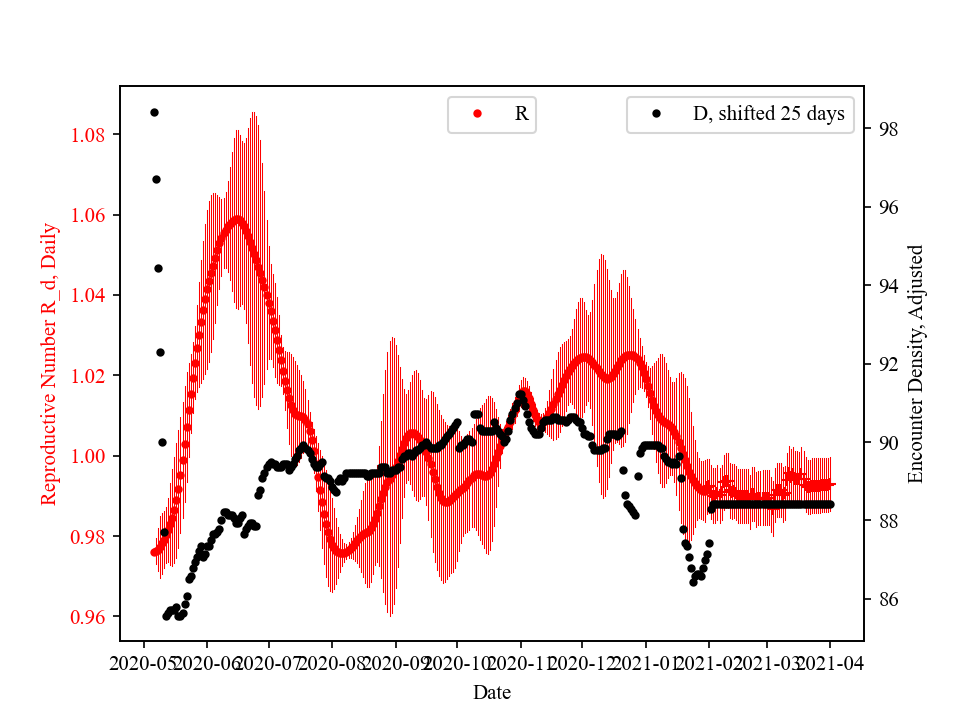 R
D, shifted 25 days
Reproductive Number R_d, Daily
1.08
1.06
1.04
1.02
1.00
0.98
0.96
98
96
94
92
90
88
86
Encounter Density, Adjusted
2020-05 2020-06 2020-07 2020-08 2020-09 2020-10 2020-11 2020-12 2021-01 2021-02 2021-03 2021-04
Date